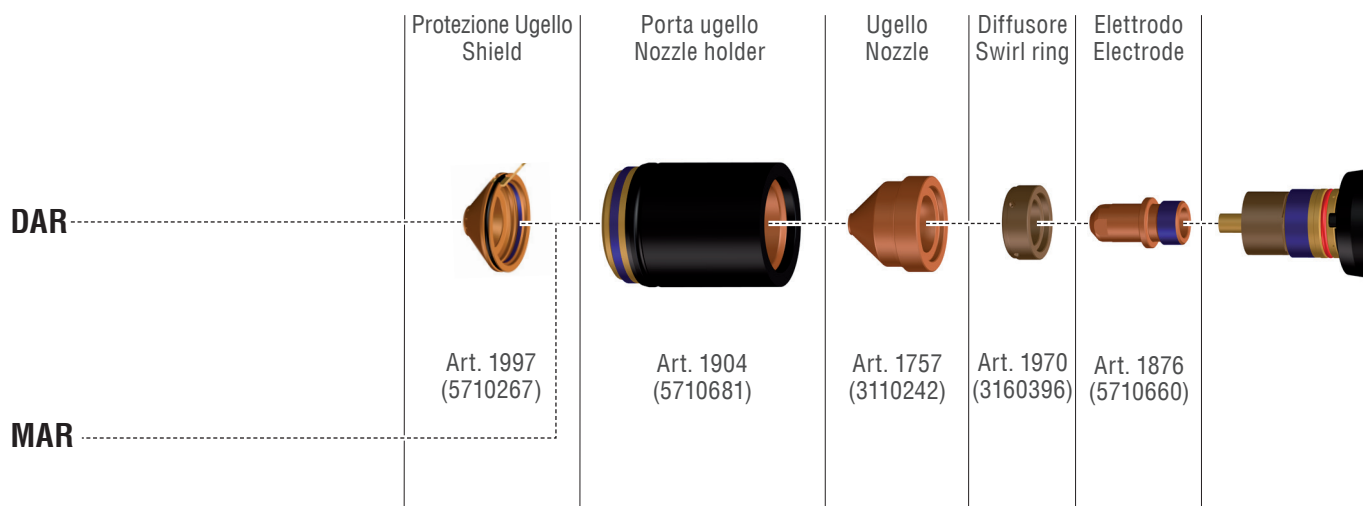 Protezione Ugello
Shield
Porta ugello
Nozzle holder
Ugello
Nozzle
Diffusore
Swirl ring
Elettrodo
Electrode
DAR
Art. 1997
(5710267)
Art. 1904
(5710681)
Art. 1757
(3110242)
Art. 1970
(3160396)
Art. 1876
(5710660)
MAR